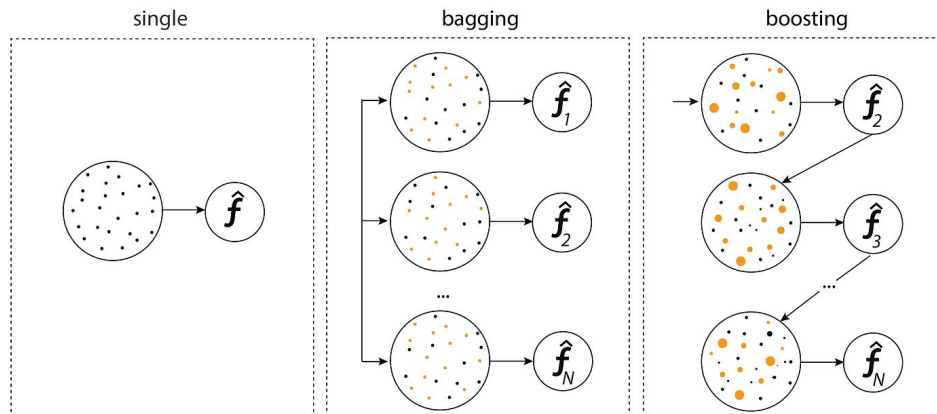 single
bagging
boosting
f̂
f̂1
f̂2
...
f̂N
f̂2
f̂3
...
f̂N